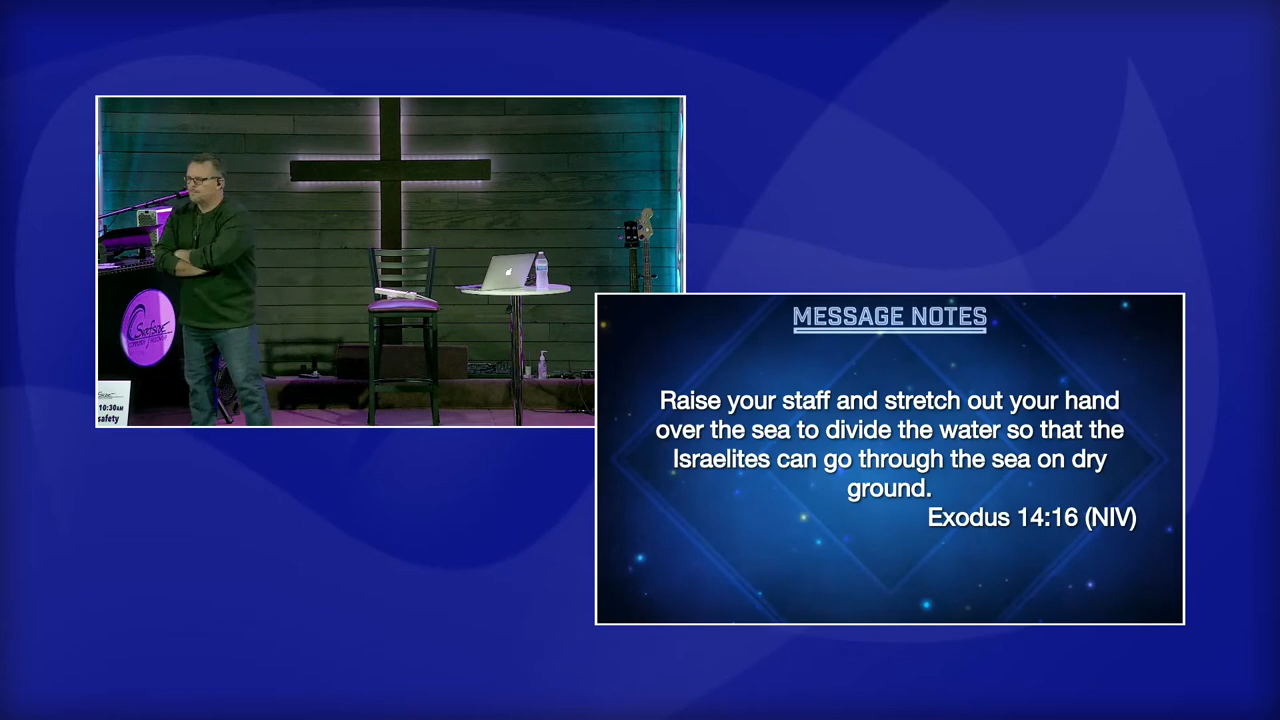 Surfside
10:30AM
safety
MESSAGE NOTES
Raise your staff and stretch out your hand
over the sea to divide the water so that the
Israelites can go through the sea on dry
ground.
Exodus 14:16 (NIV)